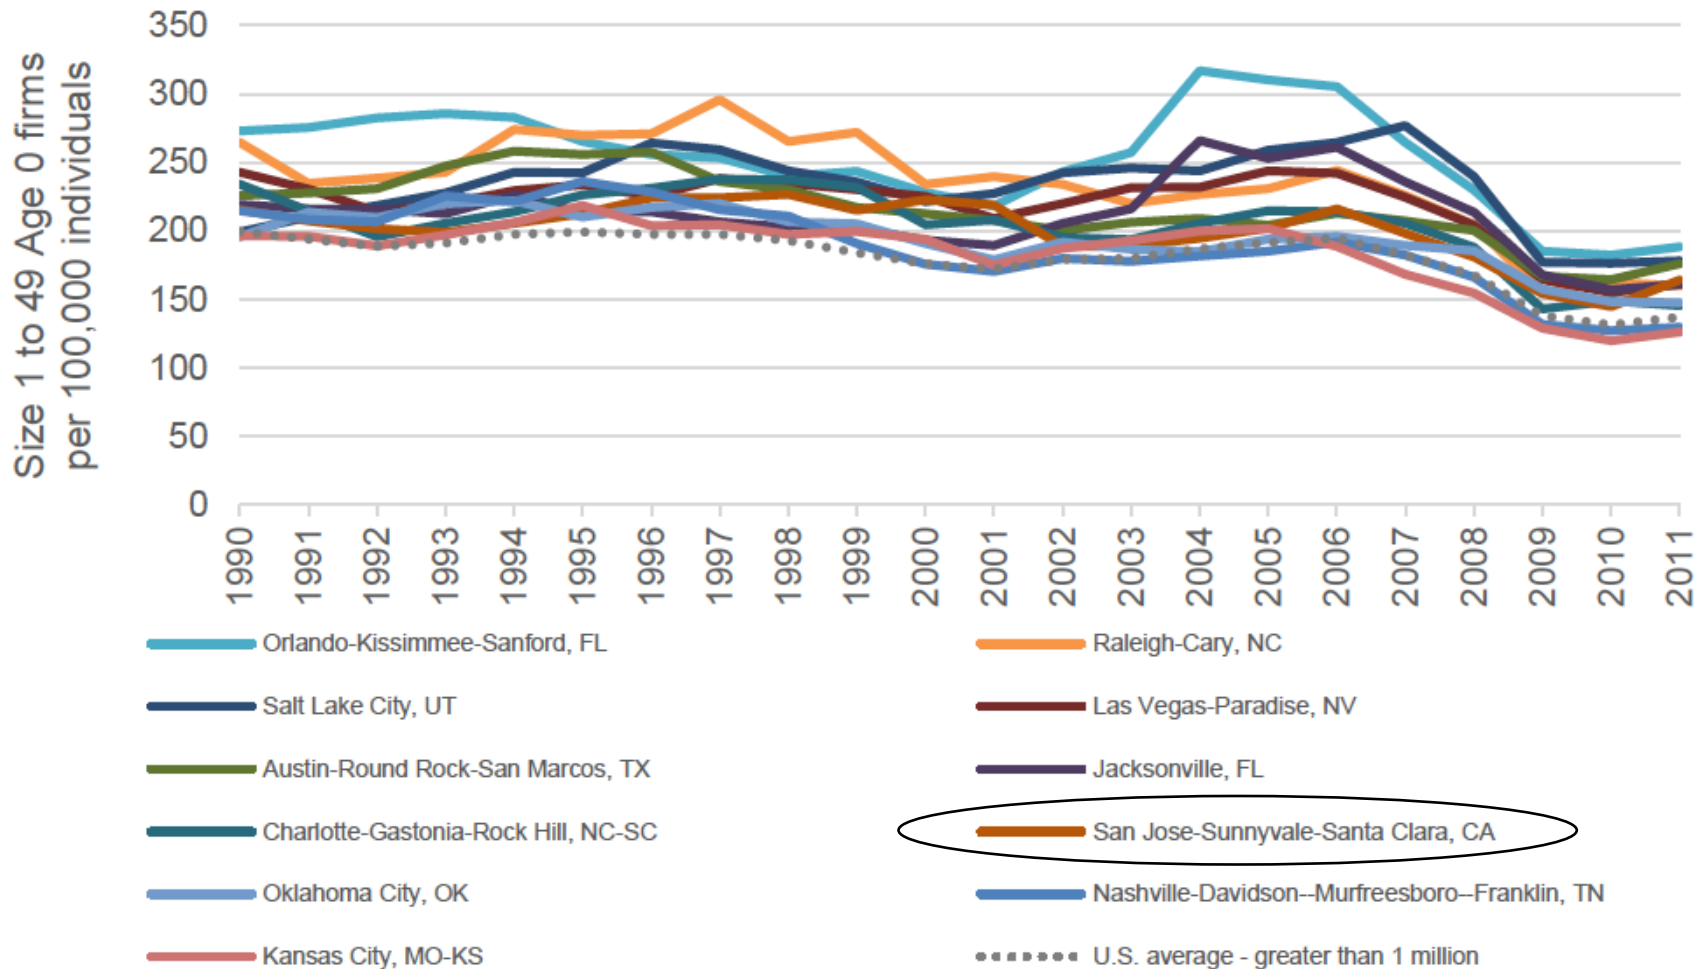 Size 1 to 49 Age 0 firms
per 100,000 individuals
350
300
250
200
150
100
50
0
1990
1991
1992
1993
1994
1995
1996
1997
1998
1999
2000
2001
2002
2003
2004
2005
2006
2007
2008
2009
2010
2011
Orlando-Kissimmee-Sanford, FL
Raleigh-Cary, NC
Salt Lake City, UT
Las Vegas-Paradise, NV
Austin-Round Rock-San Marcos, TX
Jacksonville, FL
Charlotte-Gastonia-Rock Hill, NC-SC
San Jose-Sunnyvale-Santa Clara, CA
Oklahoma City, OK
Nashville-Davidson--Murfreesboro--Franklin, TN
Kansas City, MO-KS
U.S. average - greater than 1 million